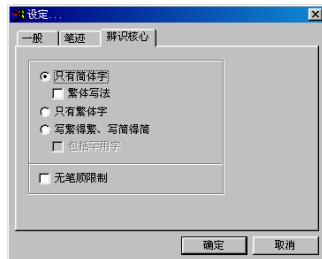 设定...
一般 笔迹 辨识核心
只有简体字
繁体写法
只有繁体字
写繁得繁、写简得简
包括字用字
无笔顺限制
确定 取消